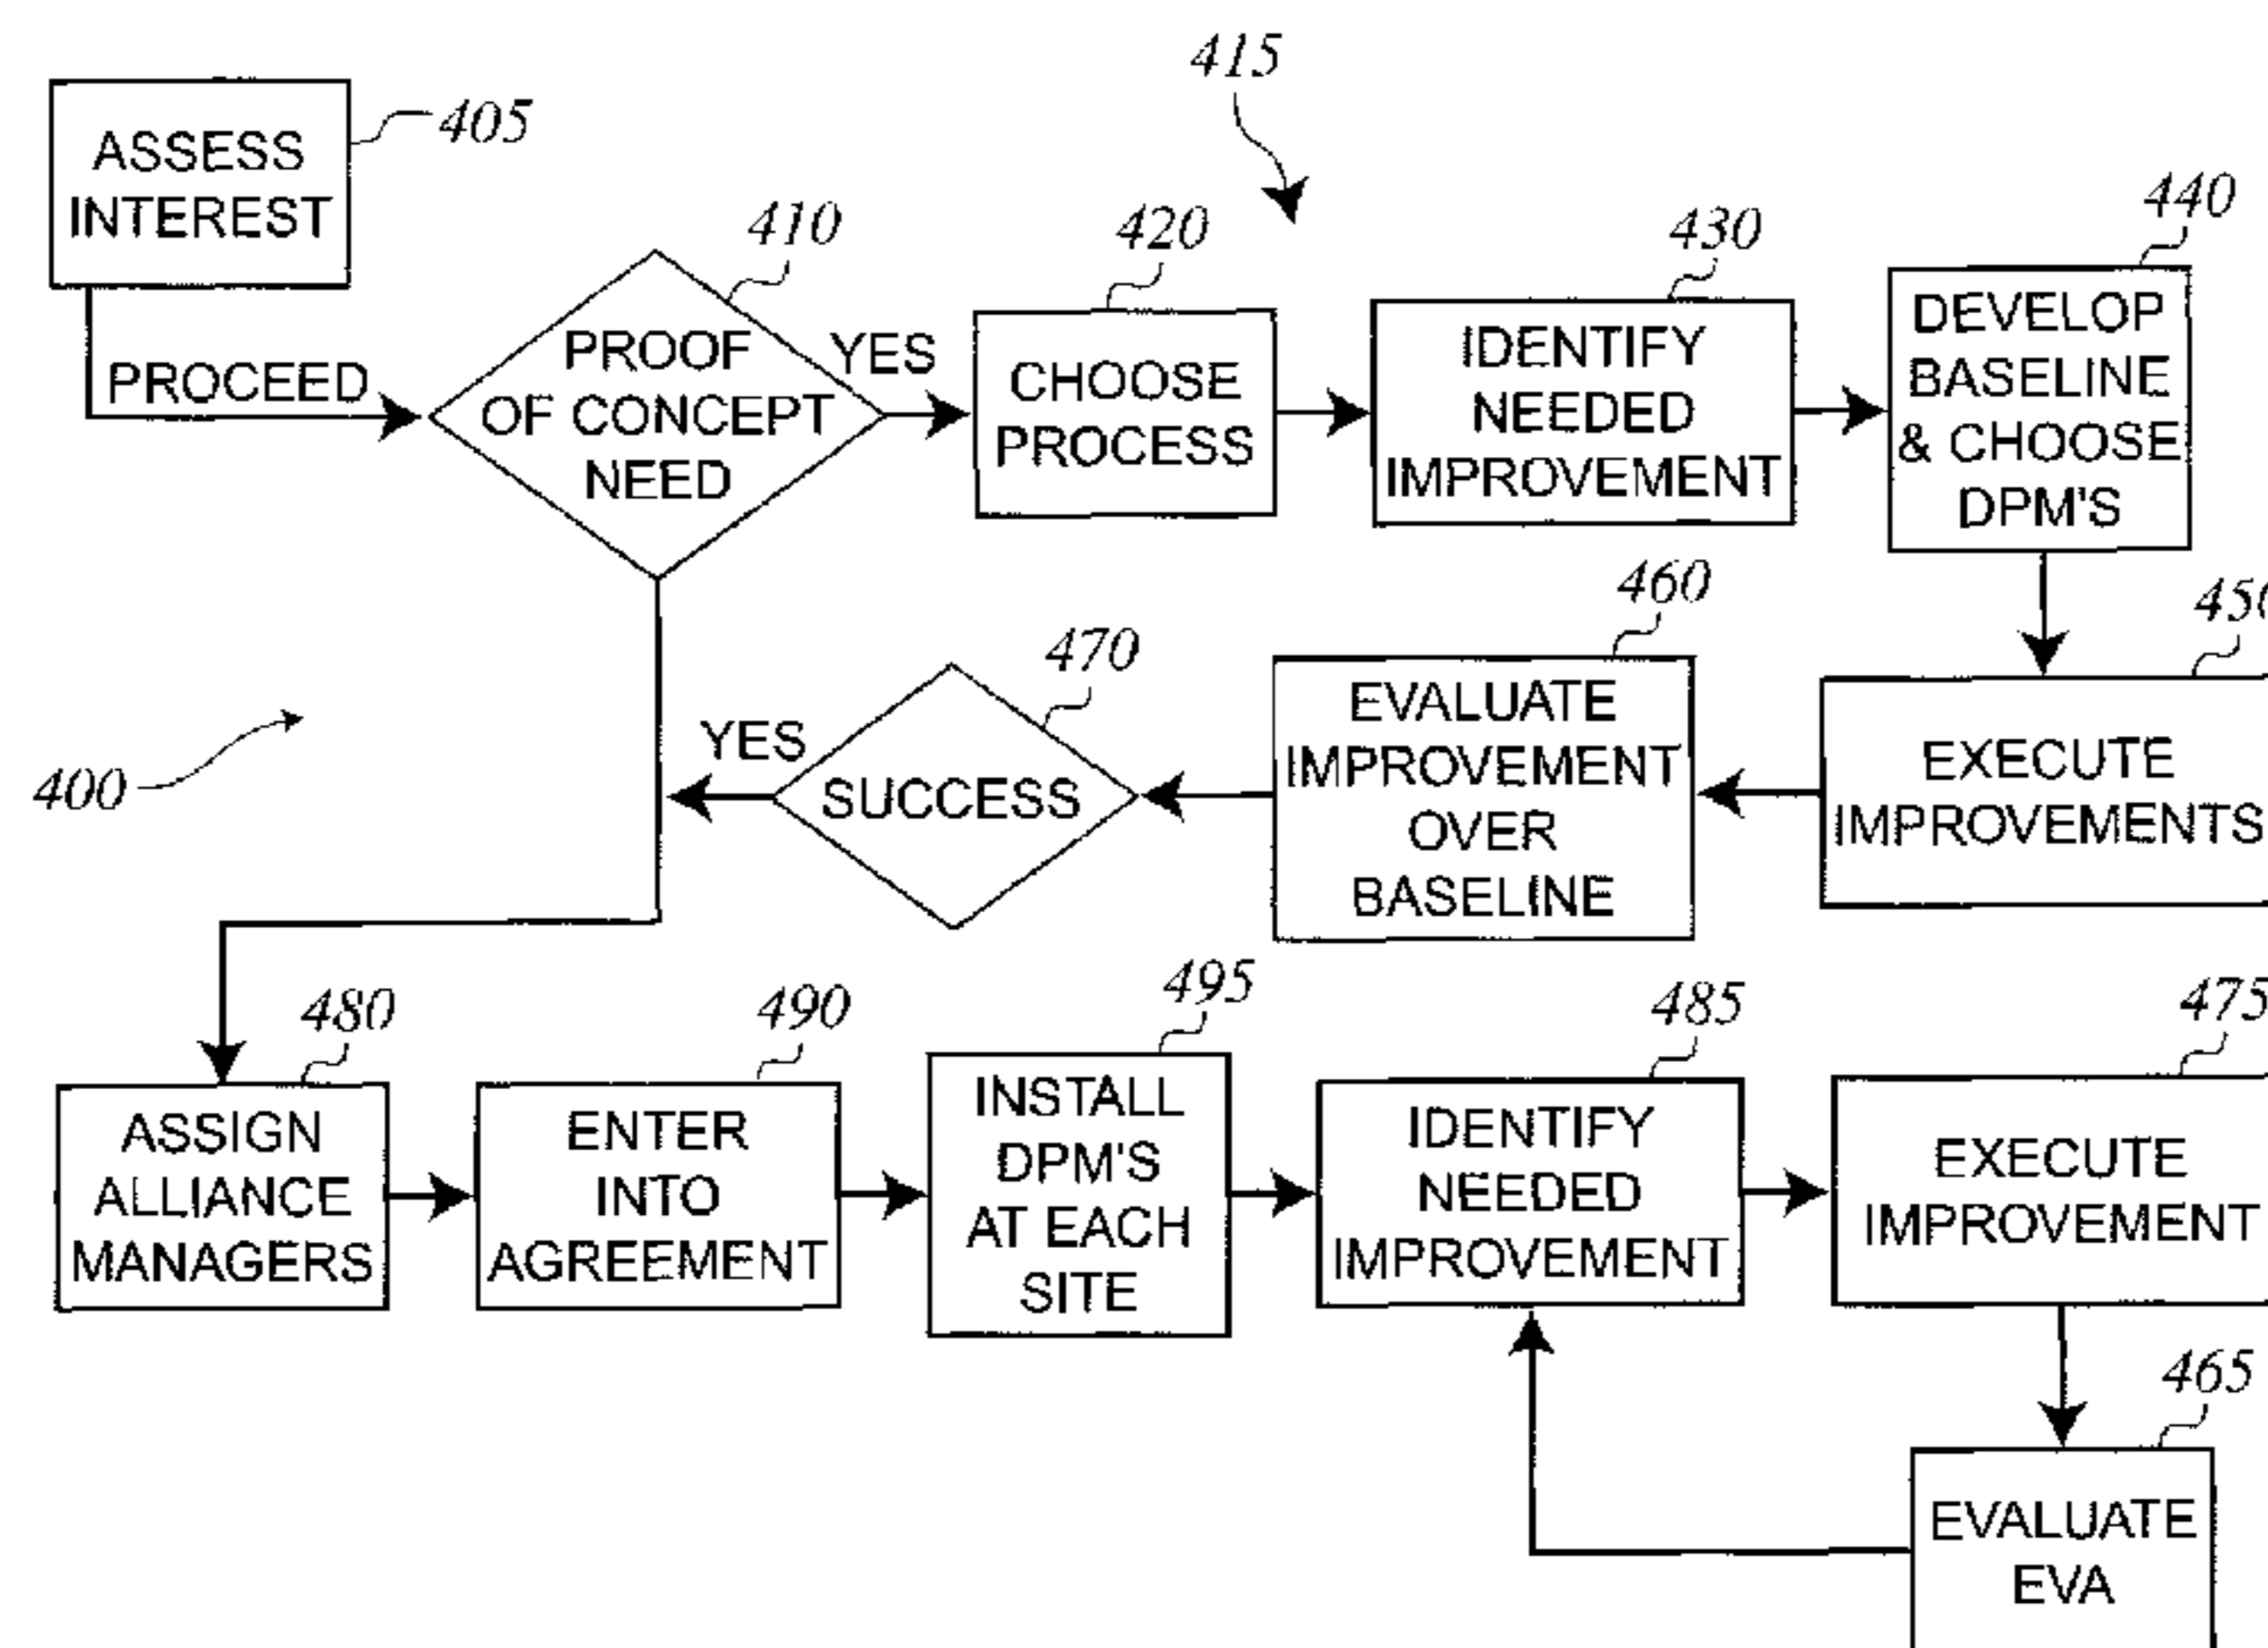 415
ASSESS
INTEREST
405
PROCEED
410
PROOF
OF CONCEPT
NEED
YES
420
CHOOSE
PROCESS
430
IDENTIFY
NEEDED
IMPROVEMENT
440
DEVELOP
BASELINE
& CHOOSE
DPM'S
400
YES
470
SUCCESS
460
EVALUATE
IMPROVEMENT
OVER
BASELINE
450
EXECUTE
IMPROVEMENTS
480
ASSIGN
ALLIANCE
MANAGERS
490
ENTER
INTO
AGREEMENT
495
INSTALL
DPM'S
AT EACH
SITE
485
IDENTIFY
NEEDED
IMPROVEMENT
475
EXECUTE
IMPROVEMENT
465
EVALUATE
EVA